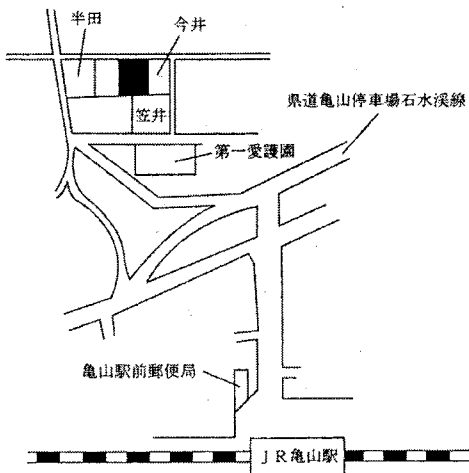 半田
今井
笠井
県道亀山停車場石水渓線
第一愛護園
亀山駅前郵便局
JR亀山駅